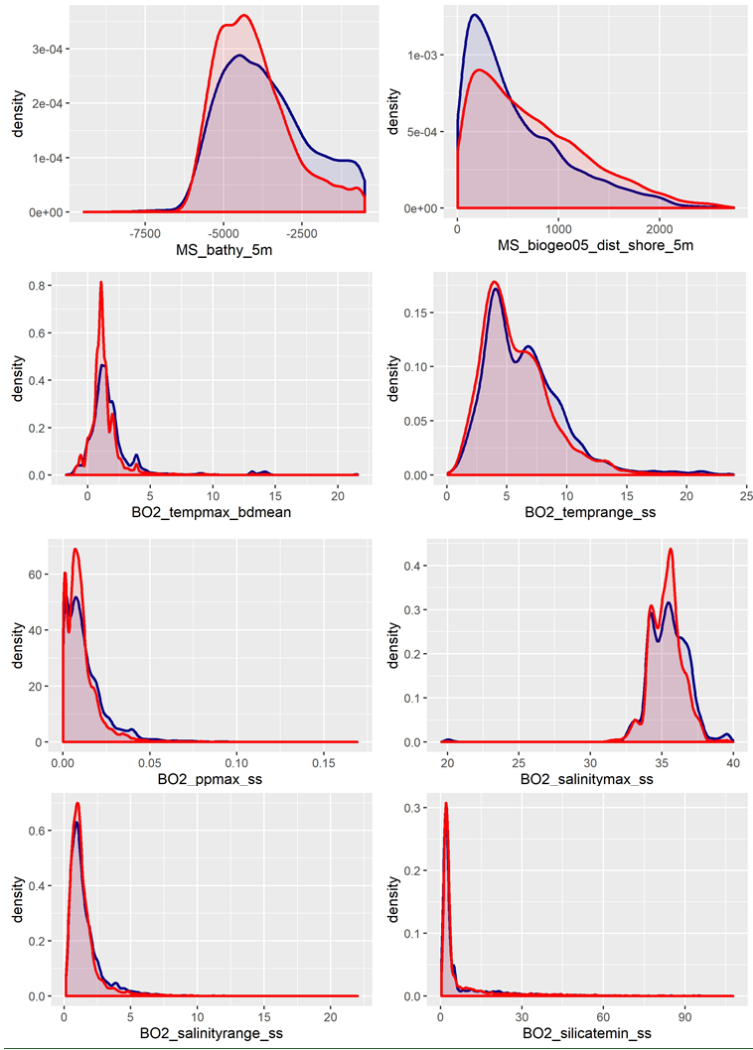 density
3e-04
2e-04
1e-04
0e+00
-7500
-5000
-2500
MS_bathy_5m
density
1e-03
5e-04
0e+00
0
1000
2000
MS_biogeo05_dist_shore_5m
density
0.8
0.6
0.4
0.2
0.0
0
5
10
15
20
BO2_tempmax_bdmean
density
0.15
0.10
0.05
0.00
0
5
10
15
20
24
BO2_temprange_ss
density
60
40
20
0
0.00
0.05
0.10
0.15
BO2_ppmax_ss
density
0.4
0.3
0.2
0.1
0.0
20
25
30
35
40
BO2_salinitymax_ss
density
0.6
0.4
0.2
0.0
0
5
10
15
20
BO2_salinityrange_ss
density
0.3
0.2
0.1
0.0
0
30
60
90
BO2_silicatemin_ss